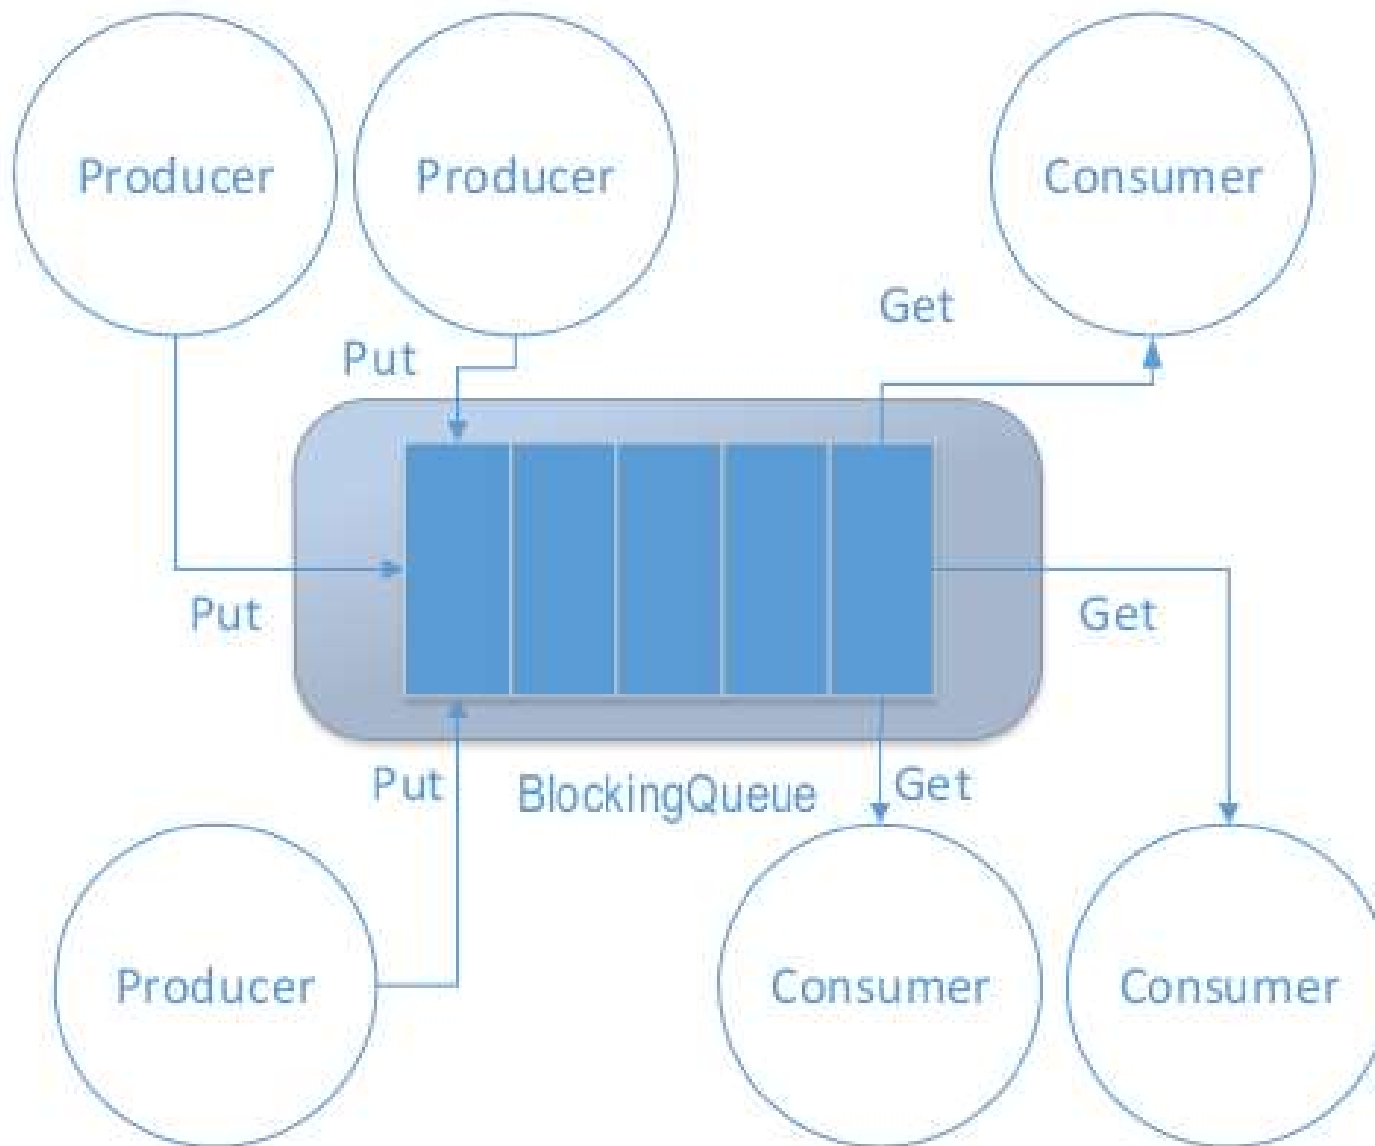 Producer
Producer
Consumer
Get
Put
Put
Get
Put
BlockingQueue
Get
Producer
Consumer
Consumer